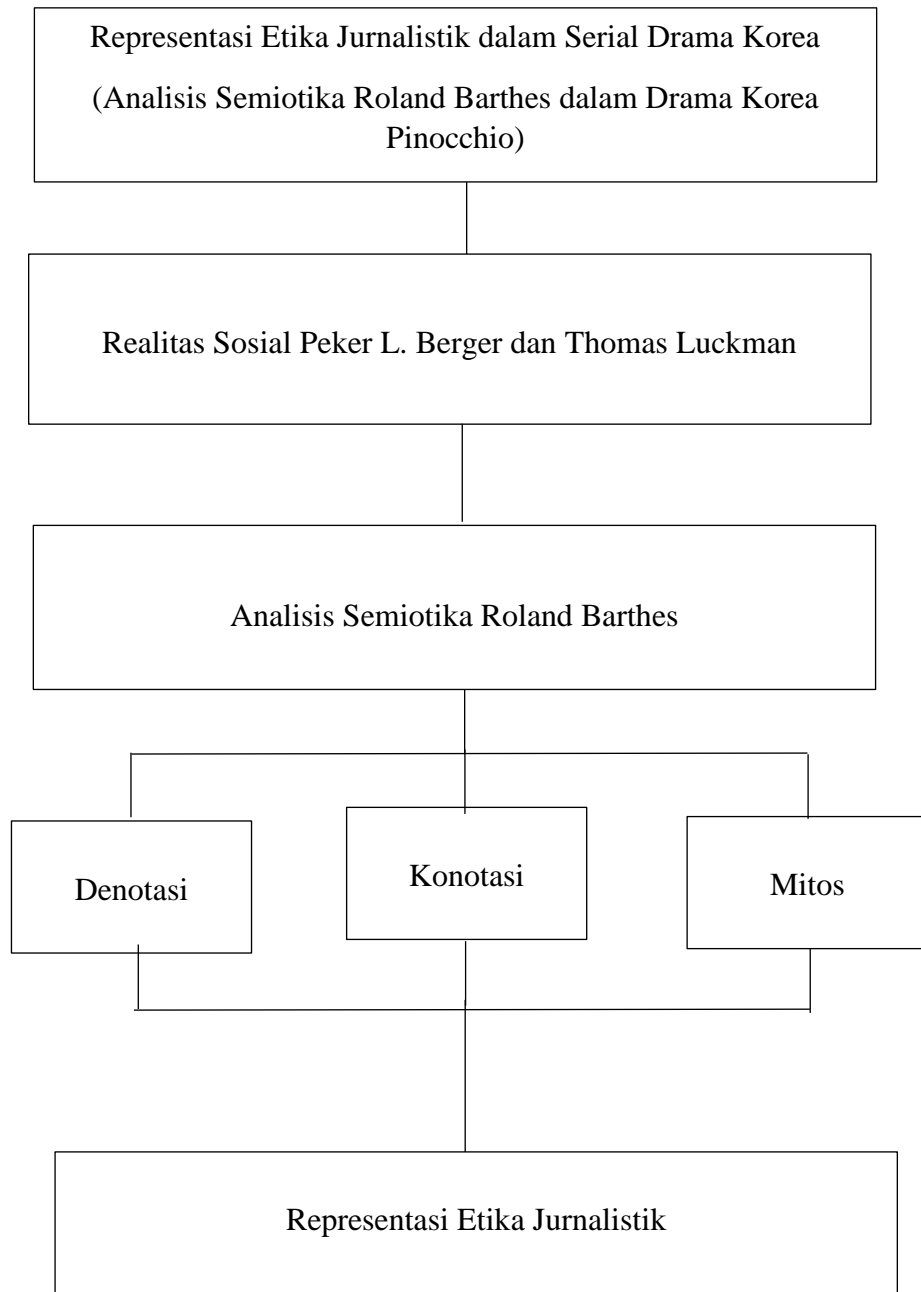 Representasi Etika Jurnalistik dalam Serial Drama Korea
(Analisis Semiotika Roland Barthes dalam Drama Korea
Pinocchio)
Realitas Sosial Peker L. Berger dan Thomas Luckman
Analisis Semiotika Roland Barthes
Denotasi
Konotasi
Mitos
Representasi Etika Jurnalistik